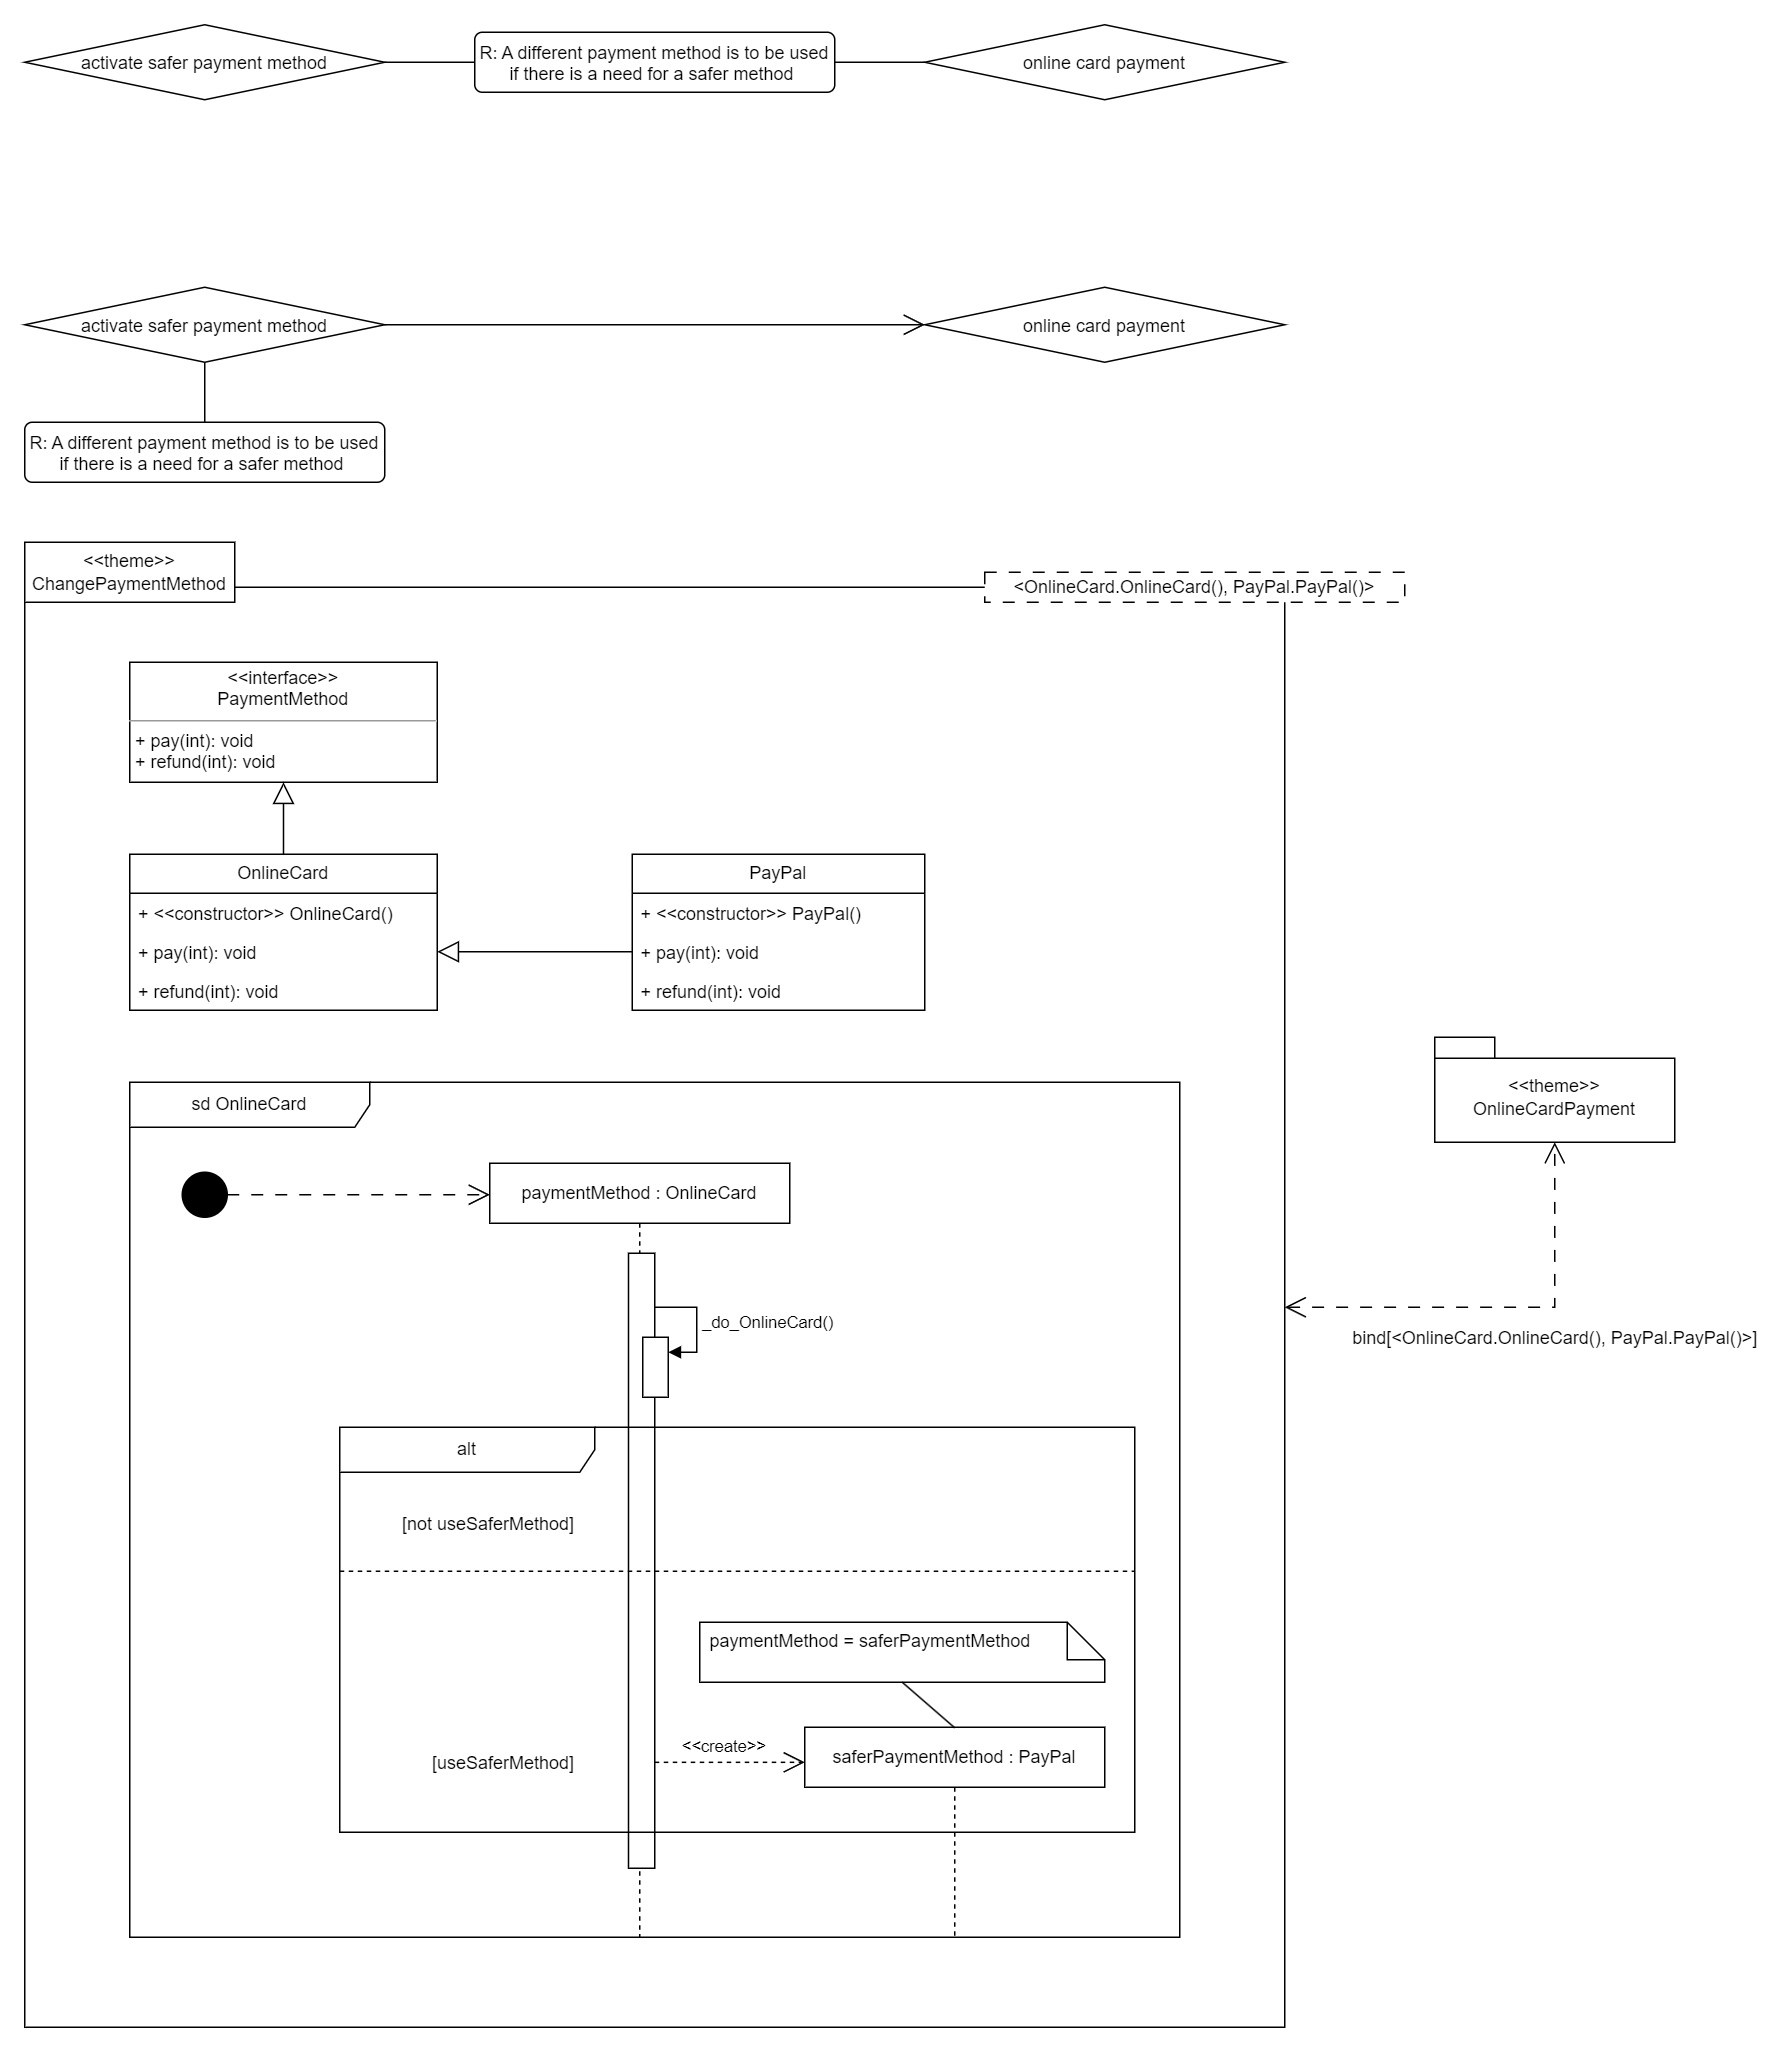 activate safer payment method
R: A different payment method is to be used
if there is a need for a safer method
online card payment
activate safer payment method
online card payment
R: A different payment method is to be used
if there is a need for a safer method
<<theme>>
ChangePaymentMethod
<OnlineCard.OnlineCard(), PayPal.PayPal()>
<<interface>>
PaymentMethod
+ pay(int): void
+ refund(int): void
OnlineCard
+ <<constructor>> OnlineCard()
+ pay(int): void
+ refund(int): void
PayPal
+ <<constructor>> PayPal()
+ pay(int): void
+ refund(int): void
<<theme>>
OnlineCardPayment
bind[<OnlineCard.OnlineCard(), PayPal.PayPal()>]
sd OnlineCard
paymentMethod : OnlineCard
_do_OnlineCard()
alt
[not useSaferMethod]
paymentMethod = saferPaymentMethod
[useSaferMethod]
<<create>>
saferPaymentMethod : PayPal